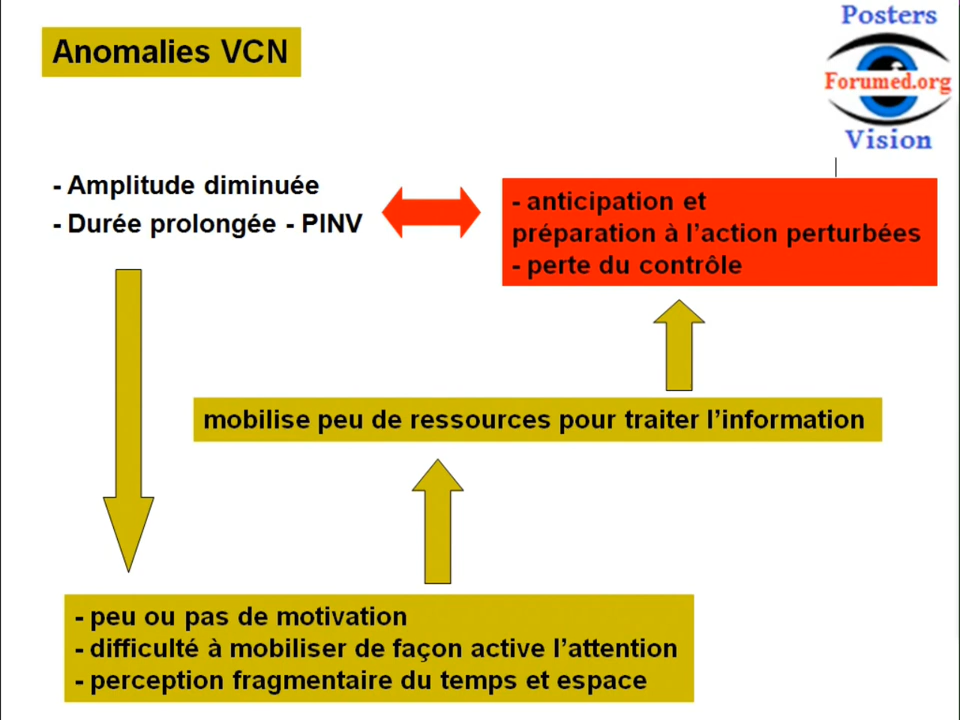 Anomalies VCN
Posters
Forumed.org
Vision
- Amplitude diminuée
- Durée prolongée - PINV
- anticipation et
préparation à l’action perturbées
- perte du contrôle
mobilise peu de ressources pour traiter l’information
- peu ou pas de motivation
- difficulté à mobiliser de façon active l’attention
- perception fragmentaire du temps et espace